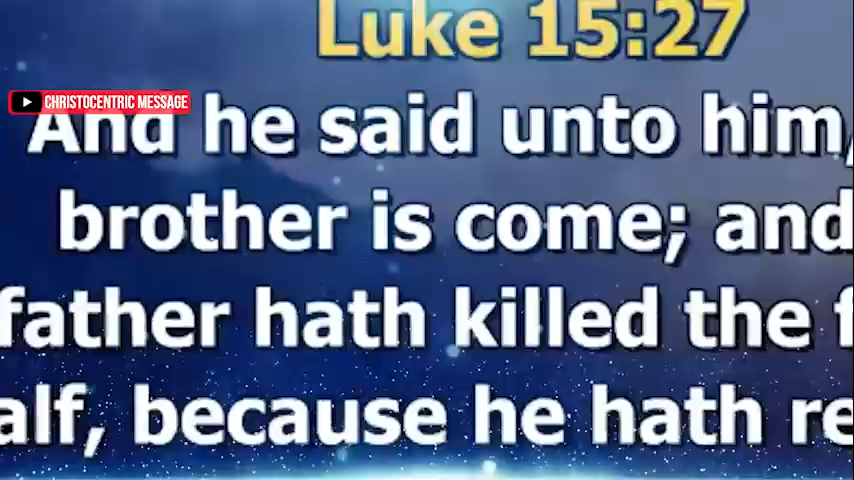 Luke 15:27
CHRISTOCENTRIC MESSAGE
And he said unto him,
brother is come; and
father hath killed the f
alf, because he hath re